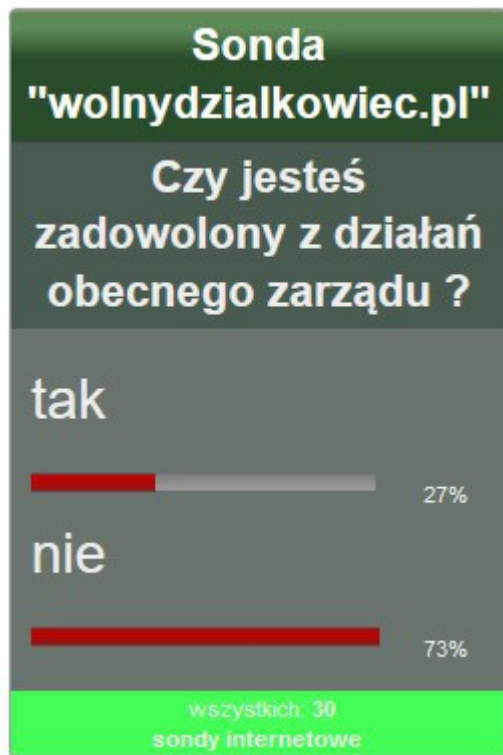 Sonda
"wolnydzialkowiec.pl"
Czy jesteś
zadowolony z działań
obecnego zarządu ?
tak
27%
nie
73%
wszystkich: 30
sondy internetowe